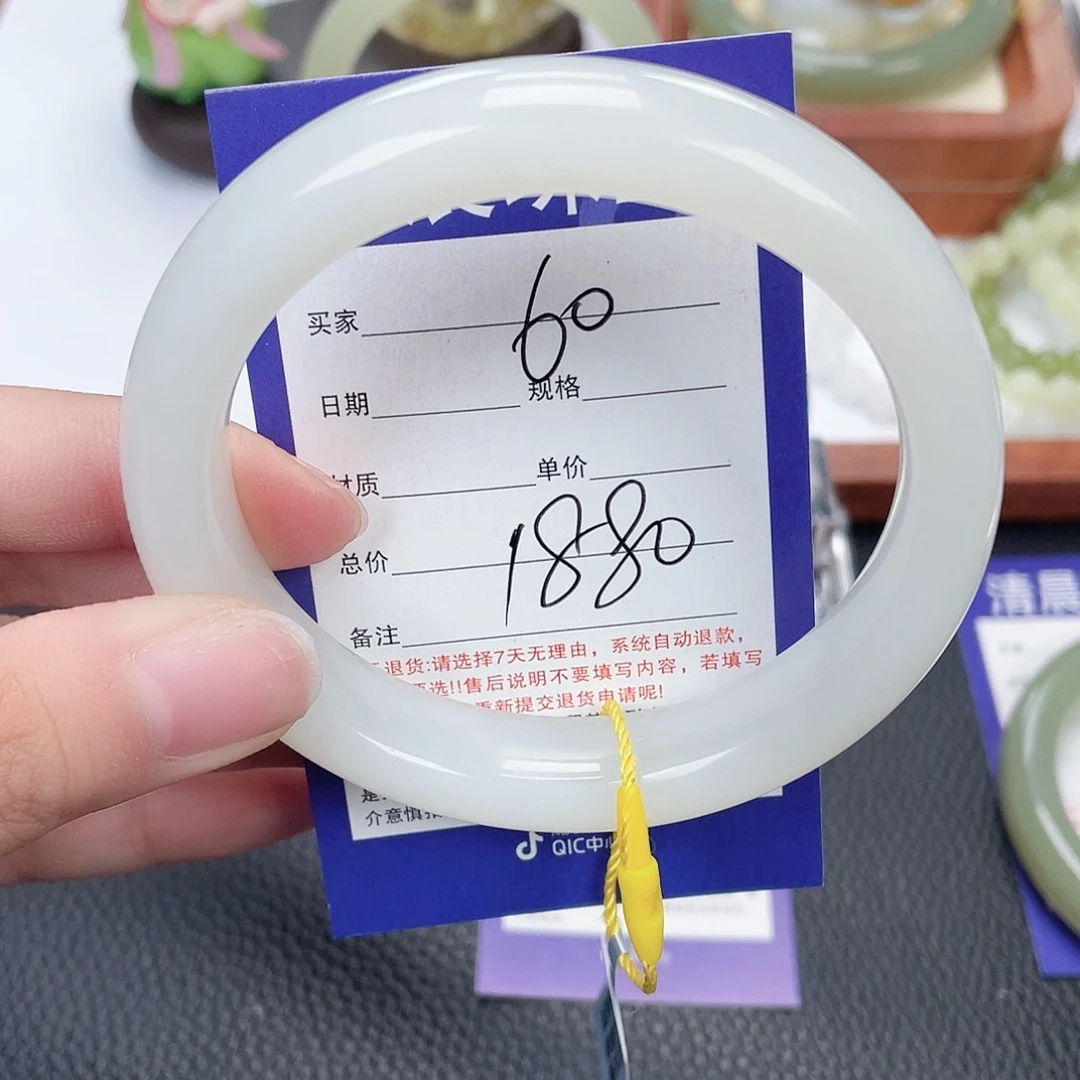 60
买家
日期 规格
材质 单价
1880
总价
备注
退货:请选择7天无理由，系统自动退款，
选!!售后说明不要填写内容，若填写
重新提交退货申请呢!
介意慎拍
QIC中心
清晨